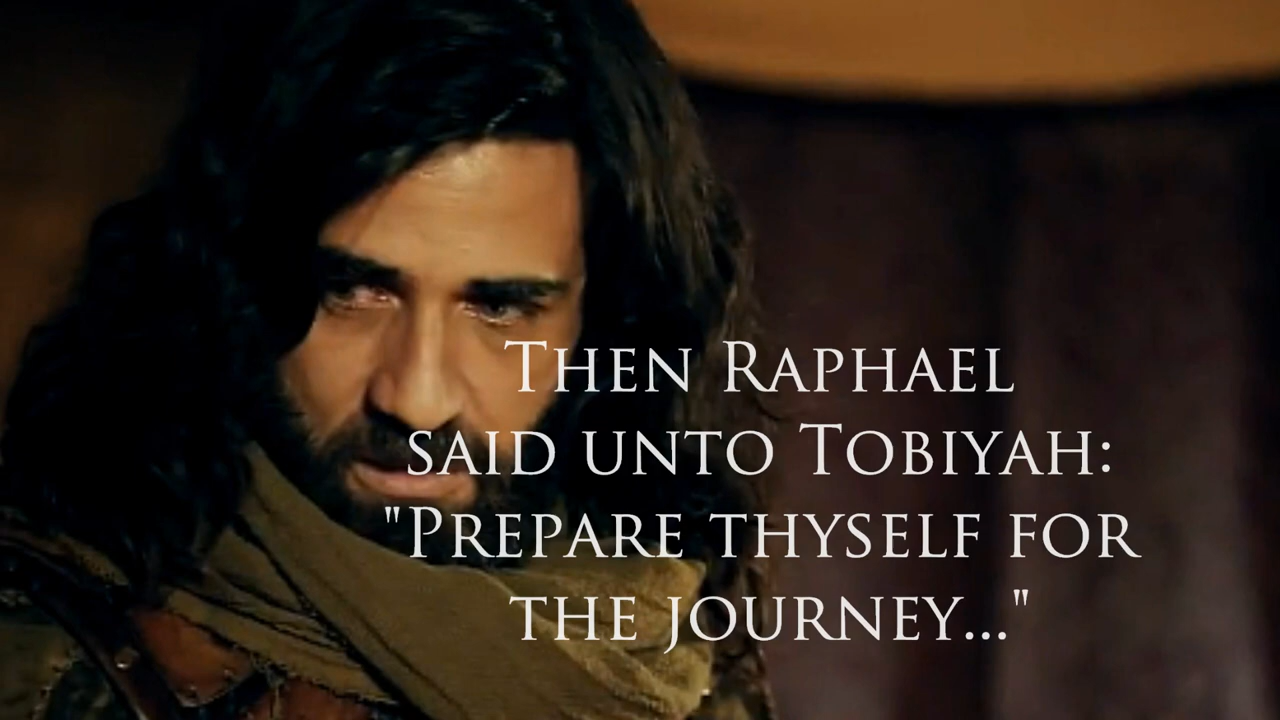 Then Raphael
said unto Tobiyah:
"Prepare thyself for
the journey..."